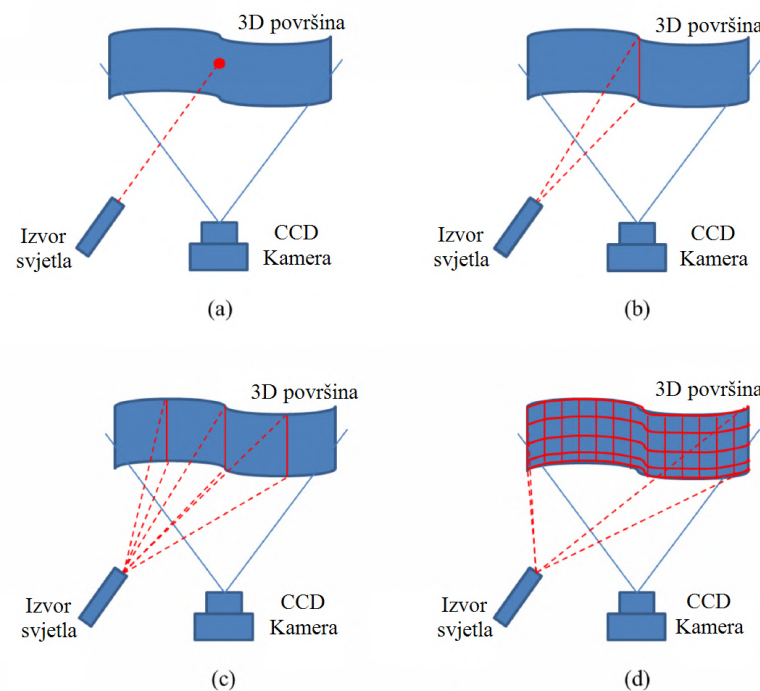 3D površina
Izvor
svjetla
CCD
Kamera
(a)
3D površina
Izvor
svjetla
CCD
Kamera
(b)
3D površina
Izvor
svjetla
CCD
Kamera
(c)
3D površina
Izvor
svjetla
CCD
Kamera
(d)